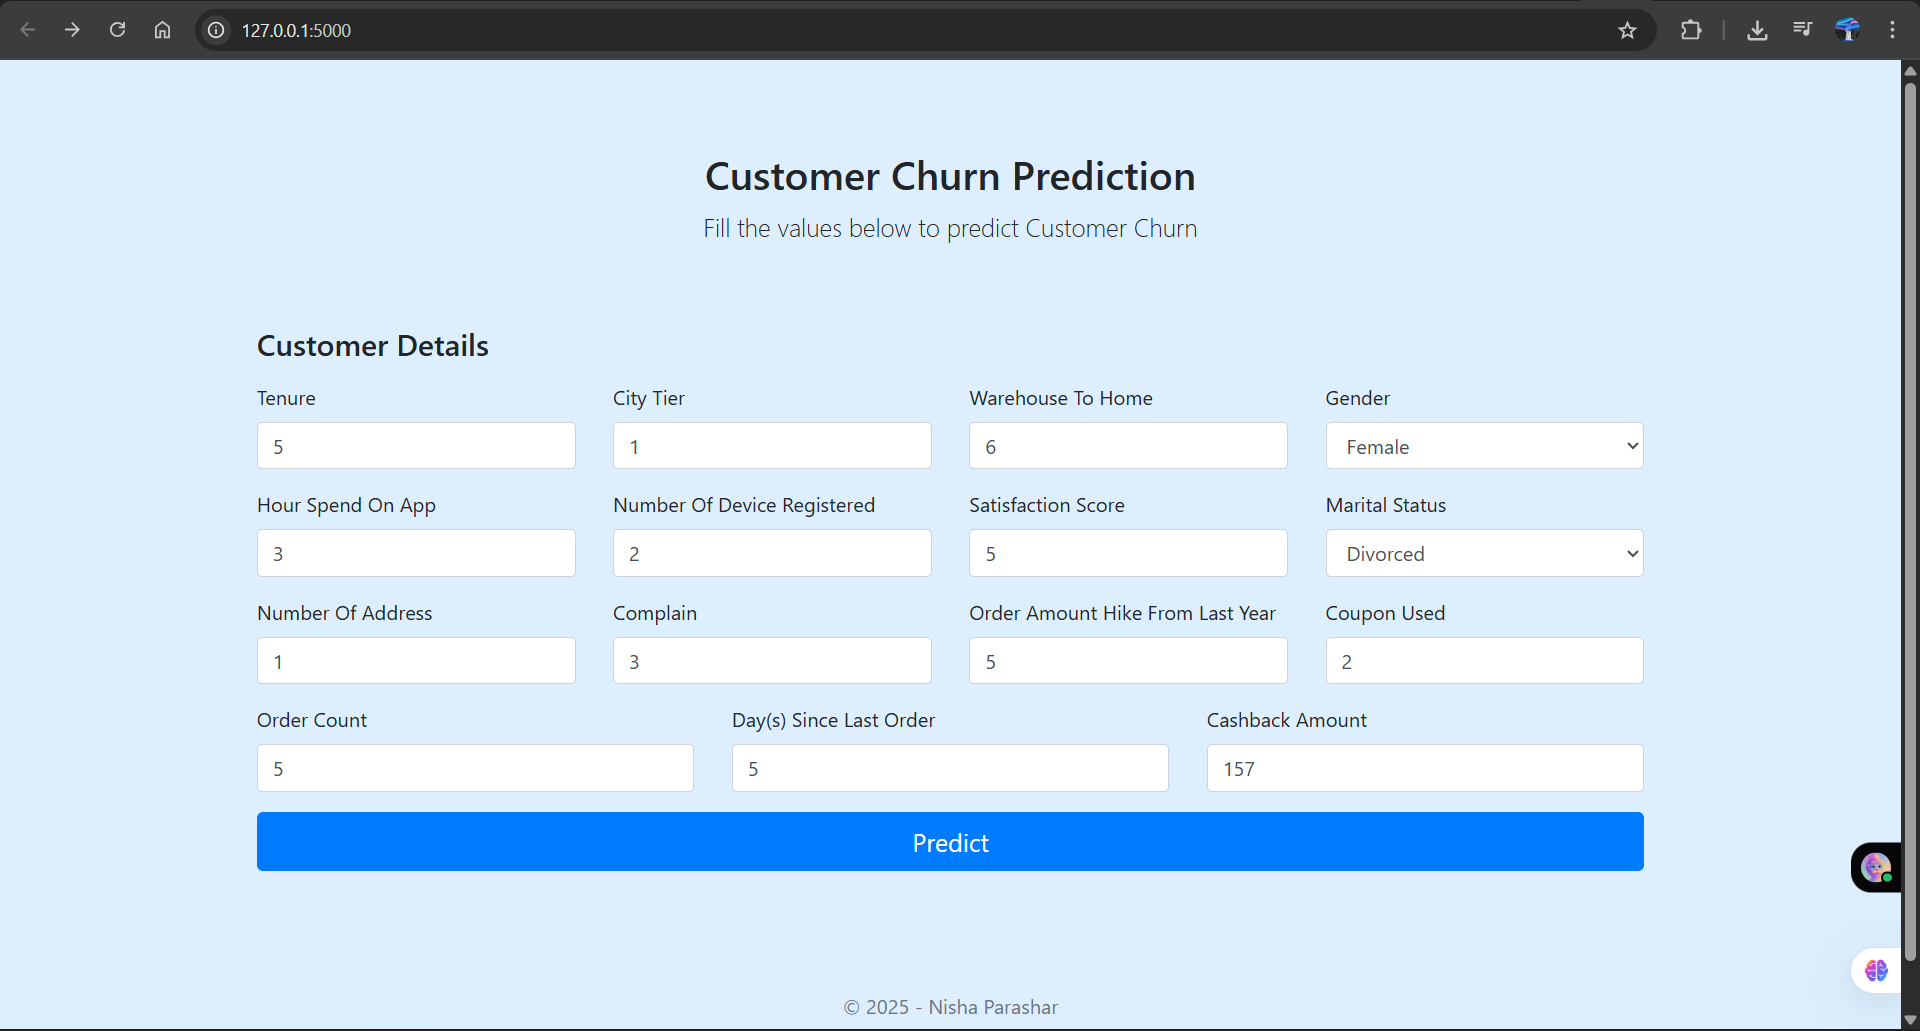 127.0.0.1:5000
Customer Churn Prediction
Fill the values below to predict Customer Churn
Customer Details
Tenure City Tier Warehouse To Home Gender
5 1 6 Female
Hour Spend On App Number Of Device Registered Satisfaction Score Marital Status
3 2 5 Divorced
Number Of Address Complain Order Amount Hike From Last Year Coupon Used
1 3 5 2
Order Count Day(s) Since Last Order Cashback Amount
5 5 157
Predict
© 2025 - Nisha Parashar